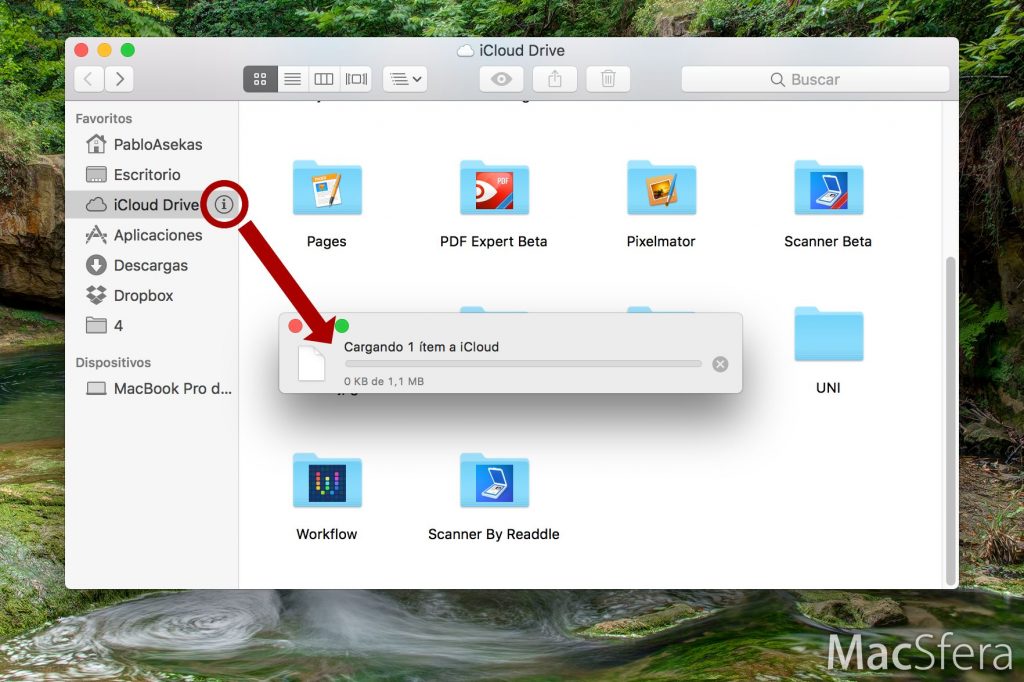 iCloud Drive
Buscar
Favoritos
PabloAsekas
Escritorio
iCloud Drive
Aplicaciones
Descargas
Dropbox
4
Dispositivos
MacBook Pro d...
PDF
Pages
PDF Expert Beta
Pixelmator
Scanner Beta
Cargando 1 ítem a iCloud
0 KB de 1,1 MB
UNI
Workflow
Scanner By Readdle
MacSfera